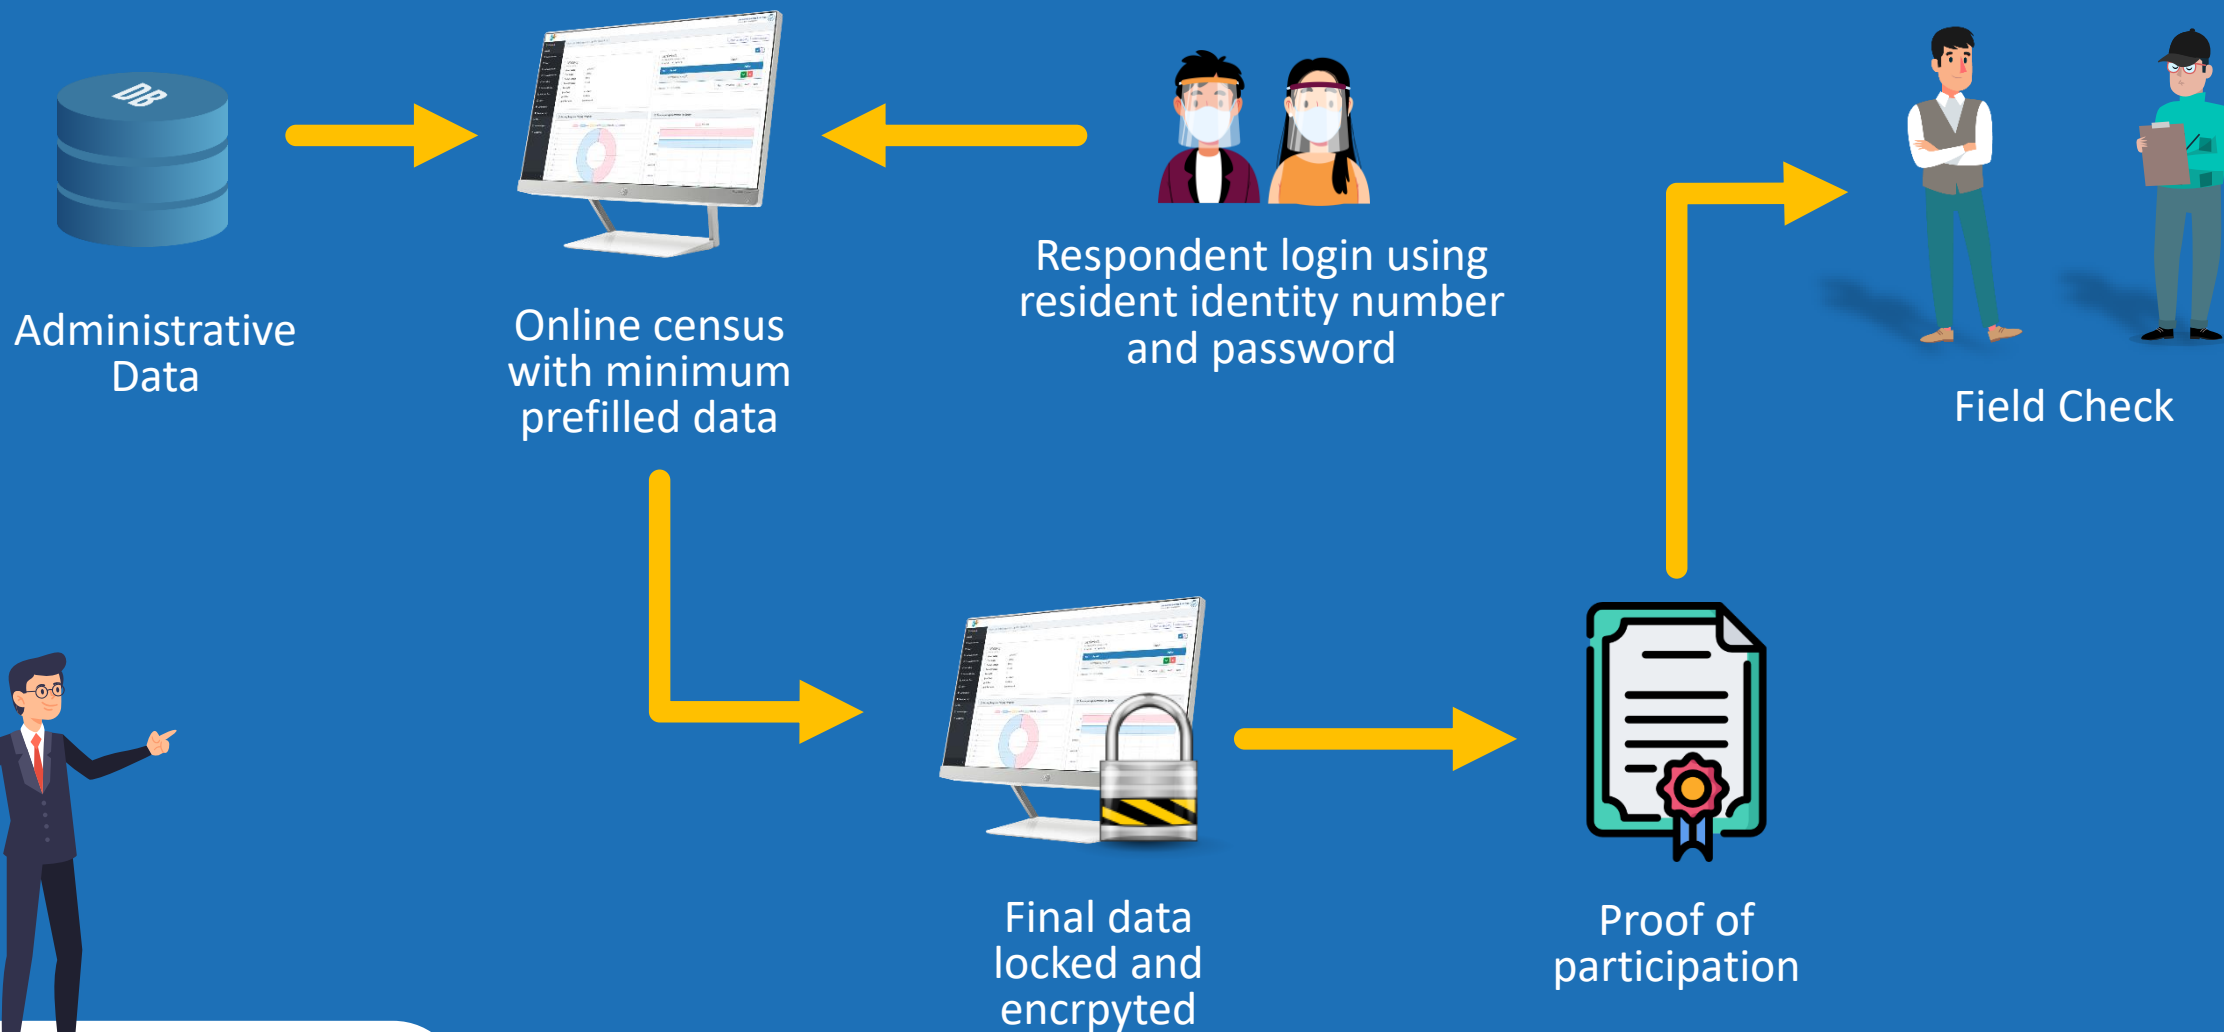 DB
Administrative
Data
Online census
with minimum
prefilled data
Respondent login using
resident identity number
and password
Field Check
Final data
locked and
encrpyted
Proof of
participation